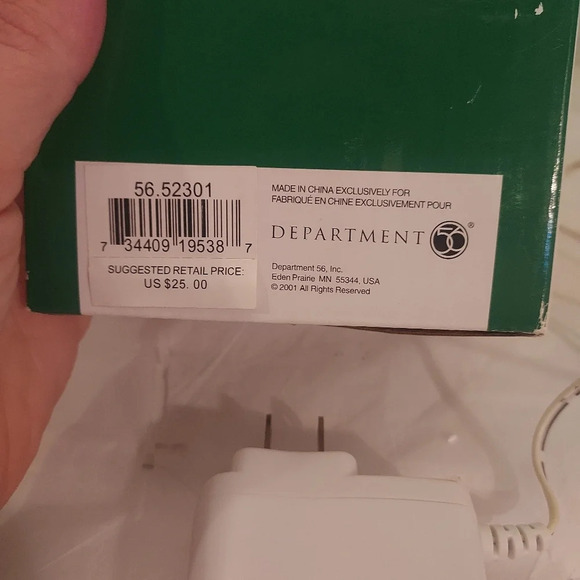 56.52301
7 34409 19538 7
SUGGESTED RETAIL PRICE:
US $25. 00
MADE IN CHINA EXCLUSIVELY FOR
FABRIQUÉ EN CHINE EXCLUSIVEMENT POUR
DEPARTMENT 56 ®
Department 56, Inc.
Eden Prairie MN 55344, USA
© 2001 All Rights Reserved